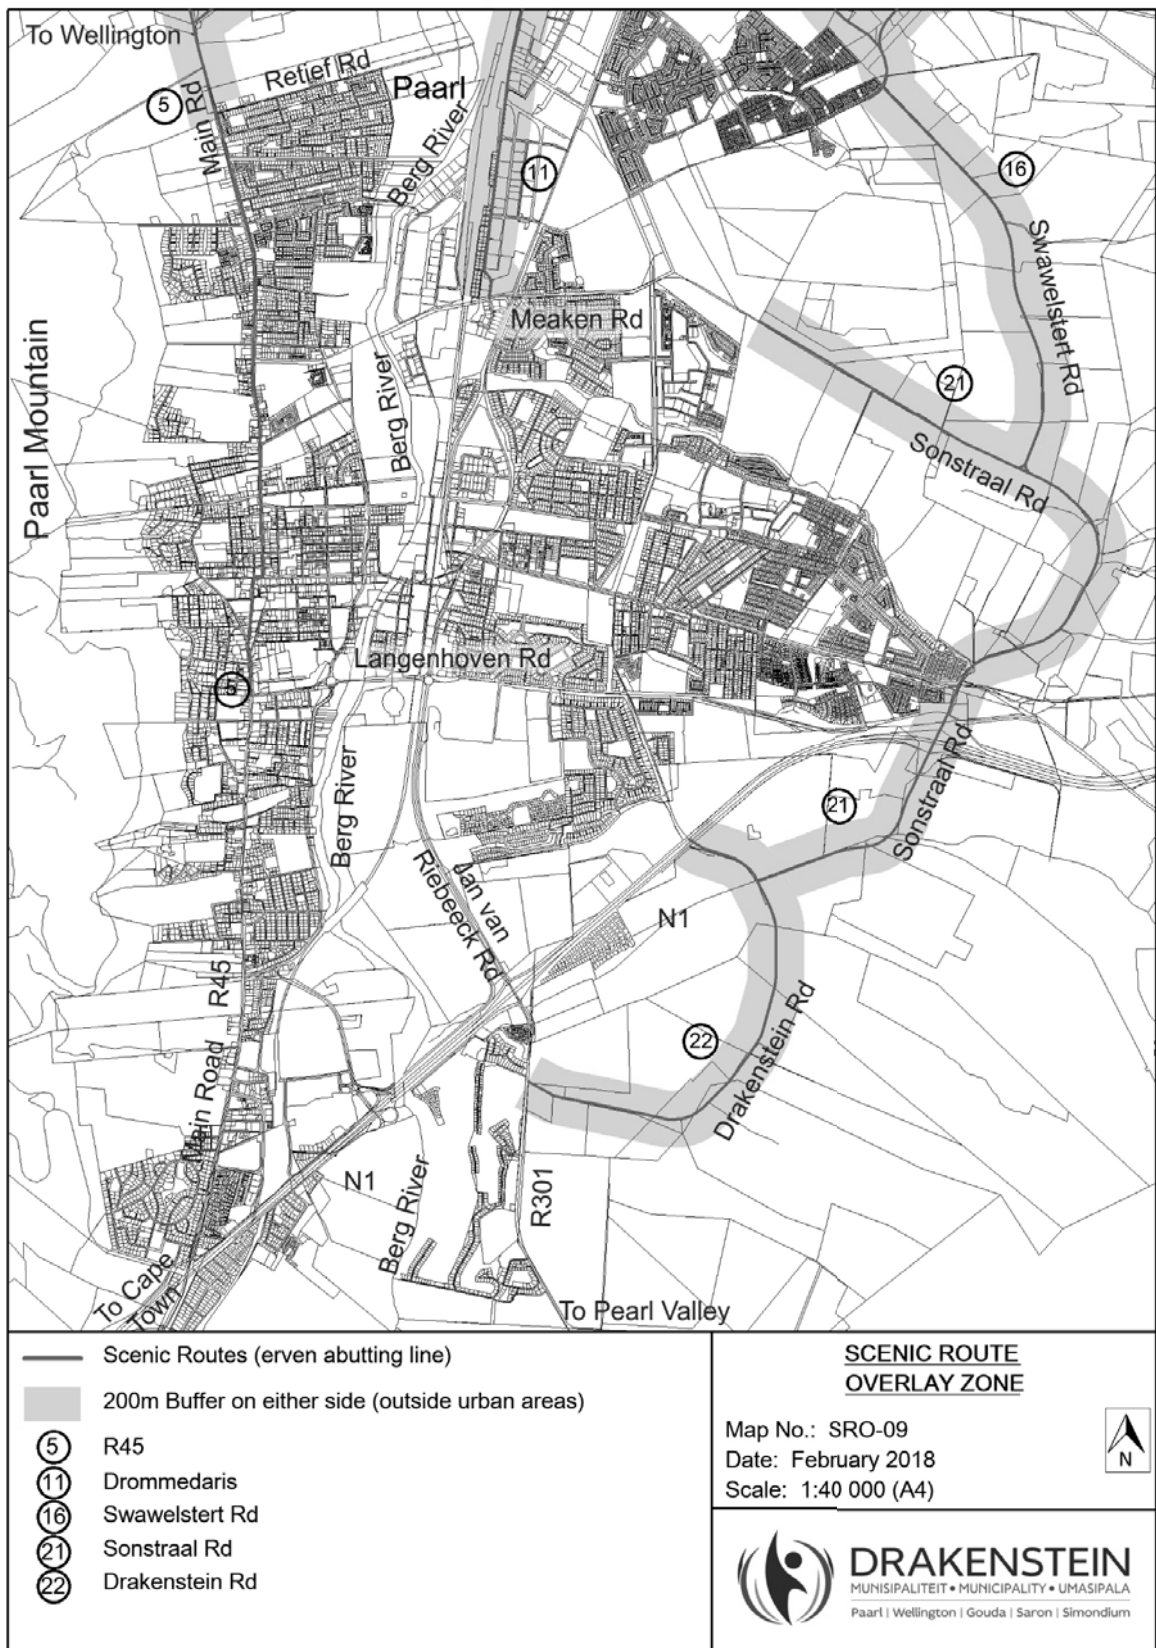 To Wellington
Retief Rd
Paarl
5
Main Rd
Berg River
11
16
Swawelstert Rd
Meaken Rd
Paarl Mountain
Berg River
21
Sonstraal Rd
Langenhoven Rd
5
Berg River
21
Sonstraal Rd
Jan van
Riebeeck Rd
N1
R45
Main Road
22
Drakenstein Rd
N1
Berg River
R301
To Cape
Town
To Pearl Valley
Scenic Routes (erven abutting line)
200m Buffer on either side (outside urban areas)
5 R45
11 Drommedaris
16 Swawelstert Rd
21 Sonstraal Rd
22 Drakenstein Rd
SCENIC ROUTE
OVERLAY ZONE
Map No.: SRO-09
Date: February 2018
Scale: 1:40 000 (A4)
N
DRAKENSTEIN
MUNISIPALITEIT • MUNICIPALITY • UMASIPALA
Paarl | Wellington | Gouda | Saron | Simondium